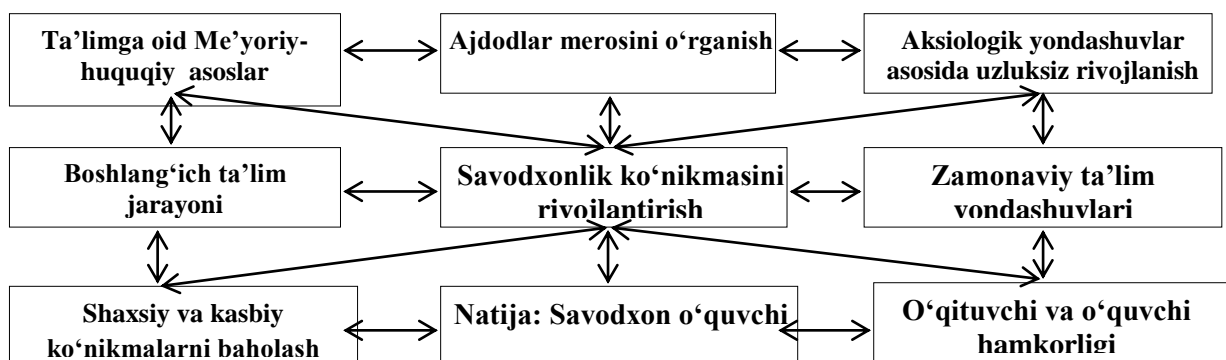 Ta’limga oid Me’yoriy-
huquqiy asoslar
Ajdodlar merosini o‘rganish
Aksiologik yondashuvlar
asosida uzluksiz rivojlanish
Boshlang‘ich ta’lim
jarayoni
Savodxonlik ko‘nikmasini
rivojlantirish
Zamonaviy ta’lim
yondashuvlari
Shaxsiy va kasbiy
ko‘nikmalarni baholash
Natija: Savodxon o‘quvchi
O‘qituvchi va o‘quvchi
hamkorligi